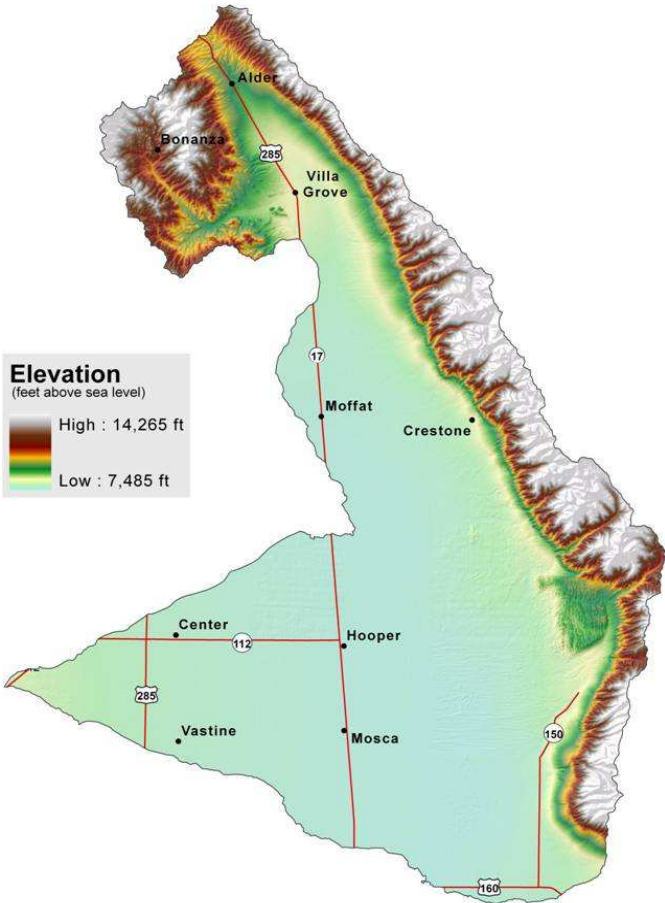 Alder
Bonanza
285
Villa
Grove
17
Elevation
(feet above sea level)
High : 14,265 ft
Low : 7,485 ft
Moffat
Crestone
Center
112
Hooper
285
Vastine
Mosca
150
160